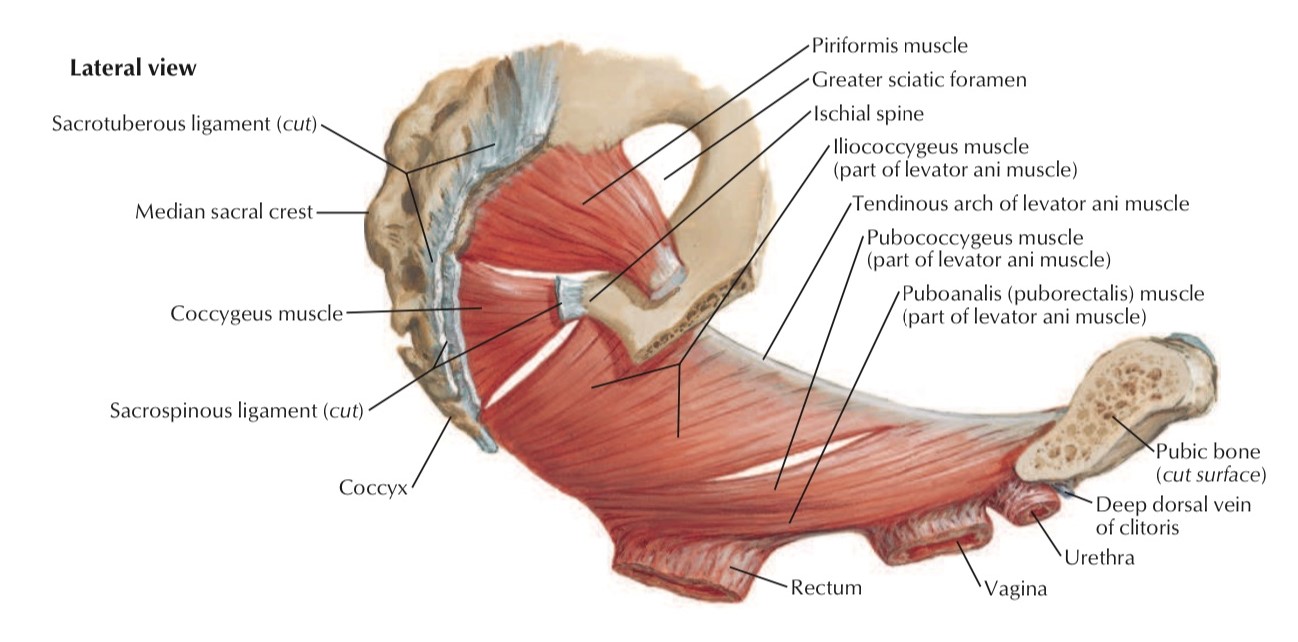 Lateral view
Sacrotuberous ligament (cut)
Median sacral crest
Coccygeus muscle
Sacrospinous ligament (cut)
Coccyx
Piriformis muscle
Greater sciatic foramen
Ischial spine
Iliococcygeus muscle
(part of levator ani muscle)
Tendinous arch of levator ani muscle
Pubococcygeus muscle
(part of levator ani muscle)
Puboanalis (puborectalis) muscle
(part of levator ani muscle)
Pubic bone
(cut surface)
Deep dorsal vein
of clitoris
Urethra
Vagina
Rectum